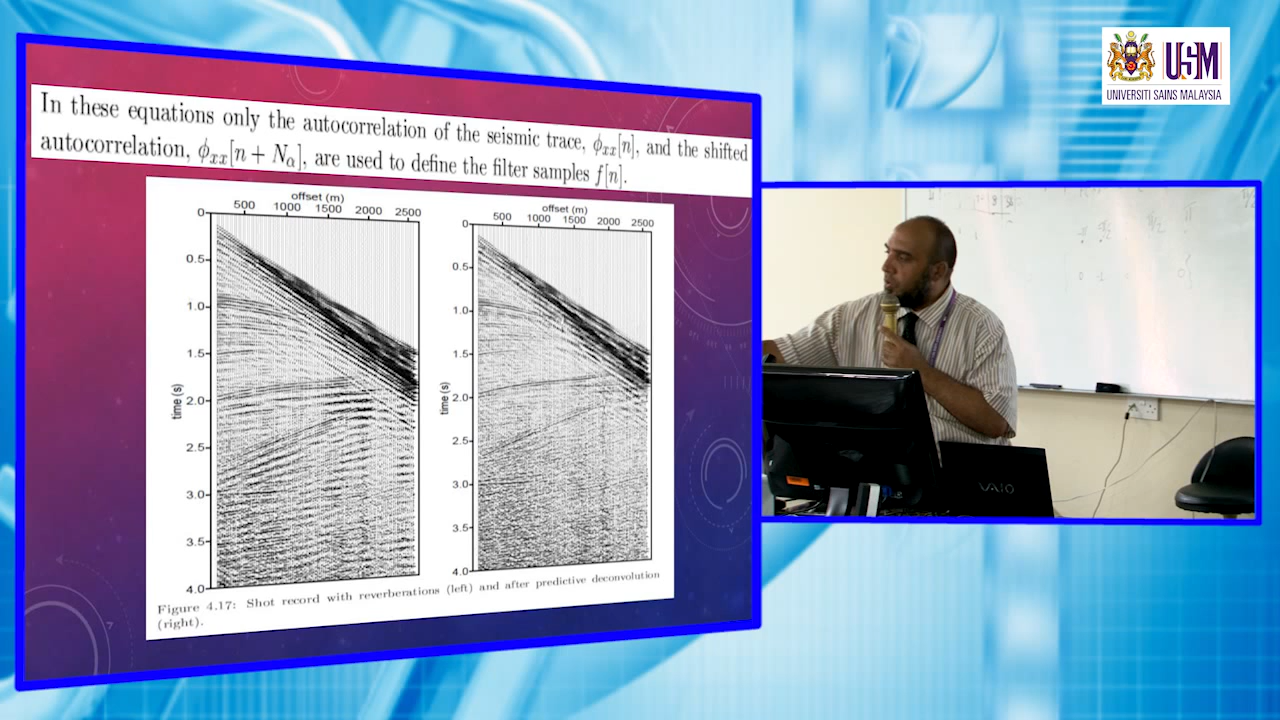 In these equations only the autocorrelation of the seismic trace, ϕxx[n], and the shifted
autocorrelation, ϕxx[n + Nα], are used to define the filter samples f[n].
offset (m)
500 1000 1500 2000 2500
0
0.5
1.0
1.5
2.0
2.5
3.0
3.5
4.0
time (s)
offset (m)
500 1000 1500 2000 2500
0
0.5
1.0
1.5
2.0
2.5
3.0
3.5
4.0
time (s)
Figure 4.17: Shot record with reverberations (left) and after predictive deconvolution
(right).
USM
UNIVERSITI SAINS MALAYSIA
VAIO